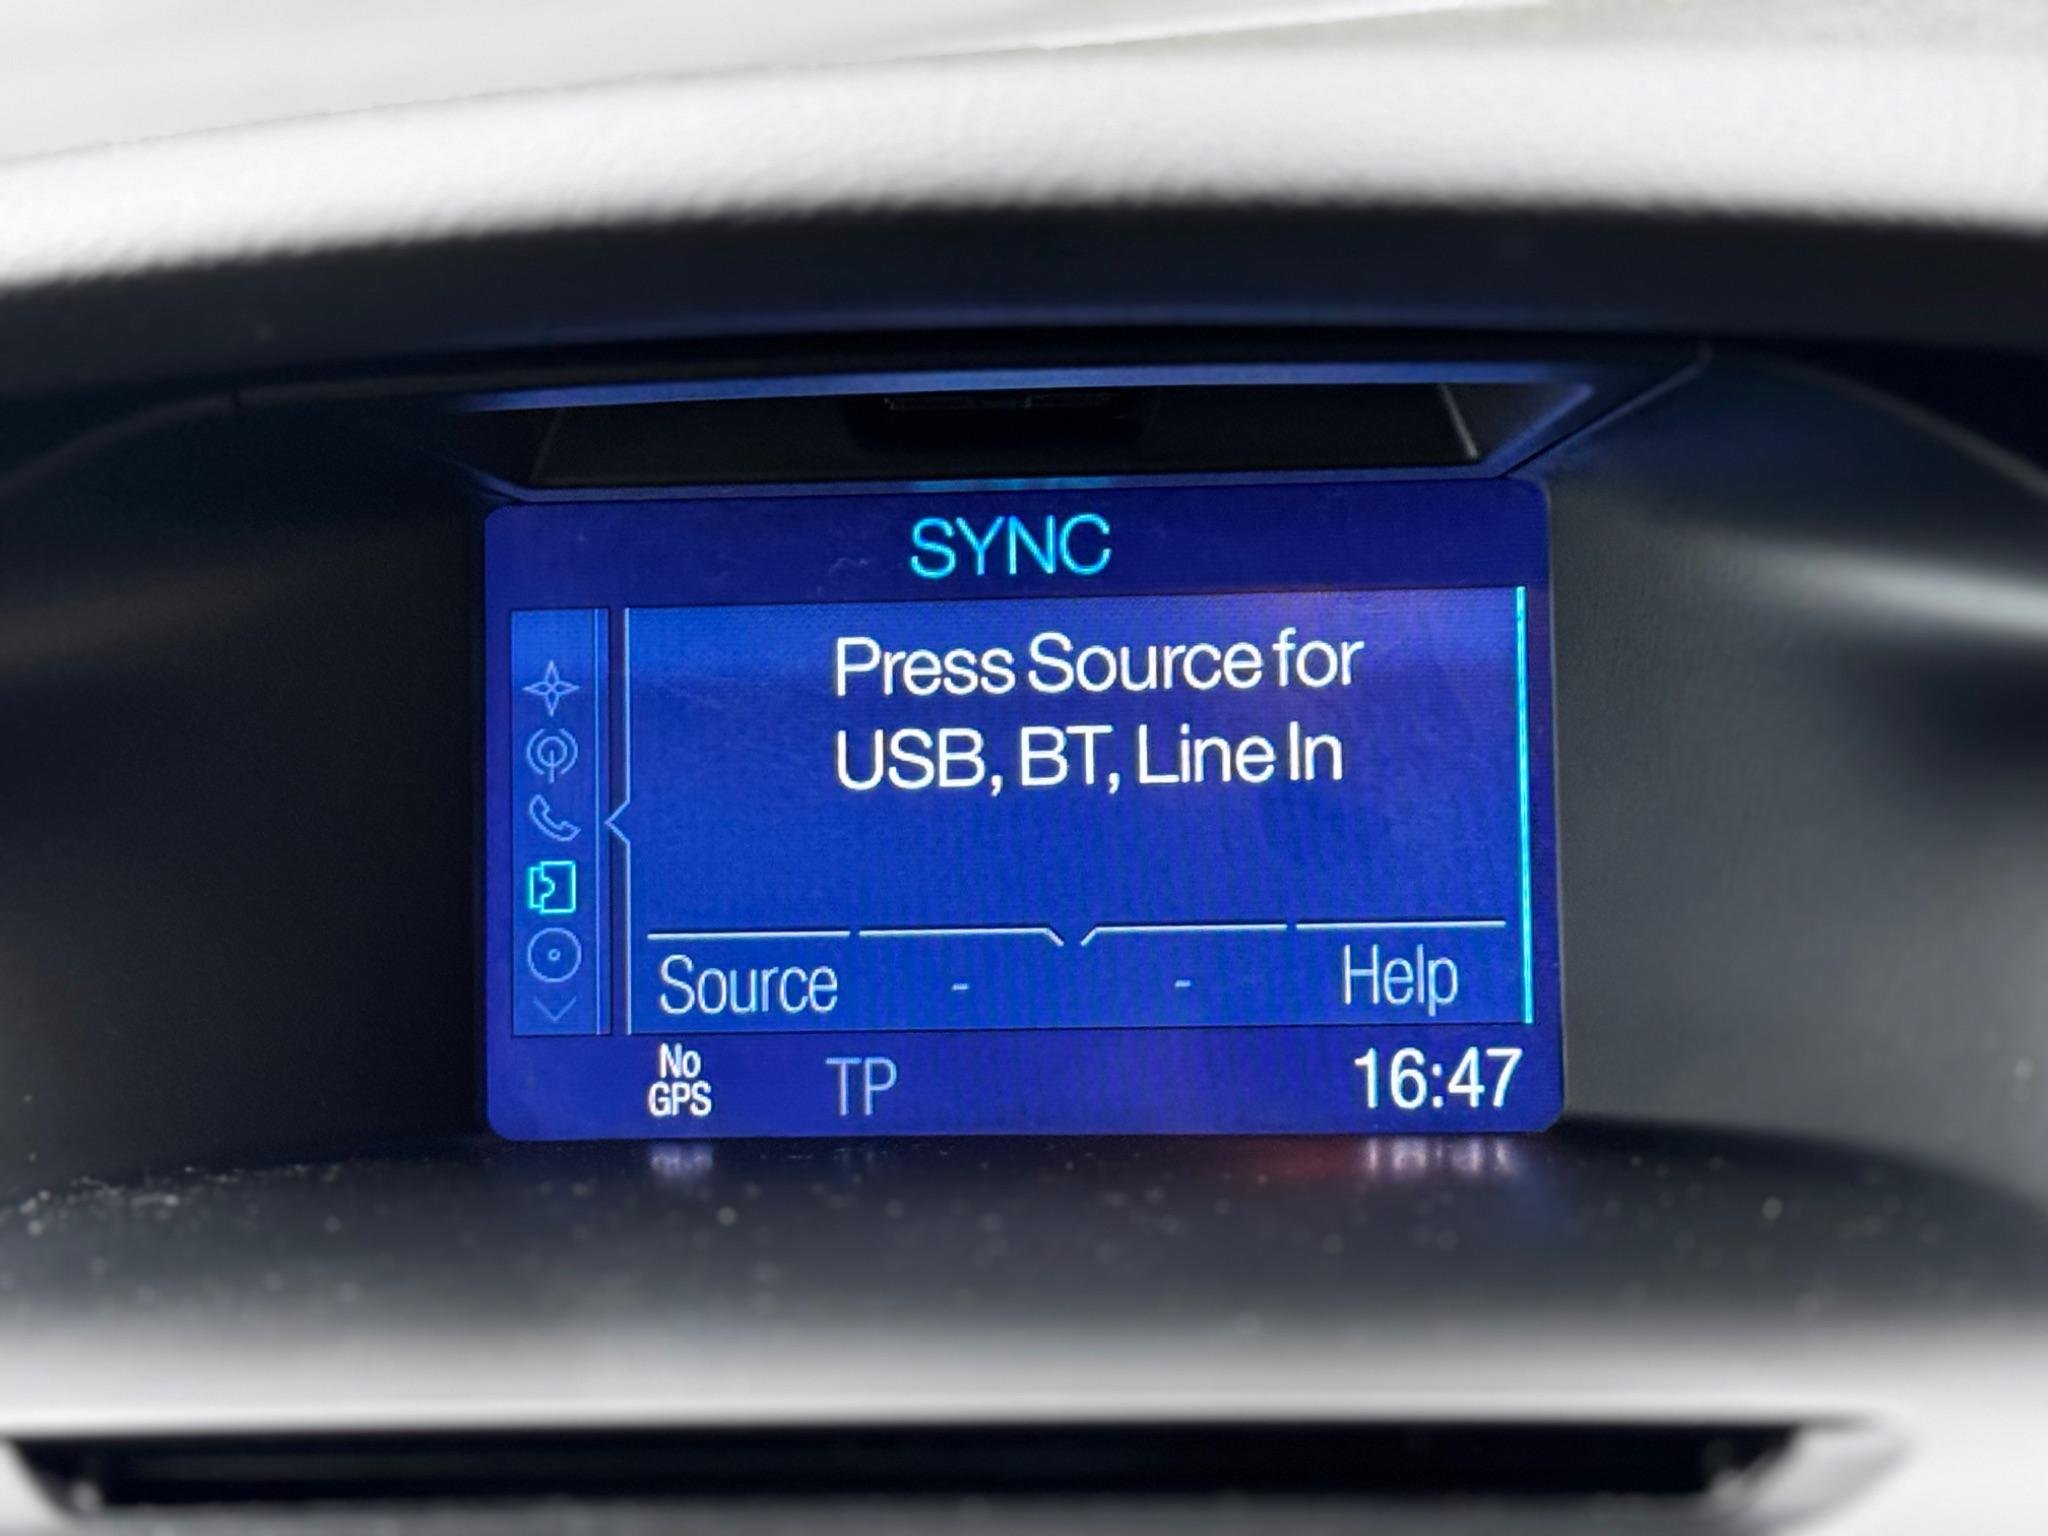 SYNC
Press Source for
USB, BT, Line In
Source - - Help
No
GPS
TP
16:47